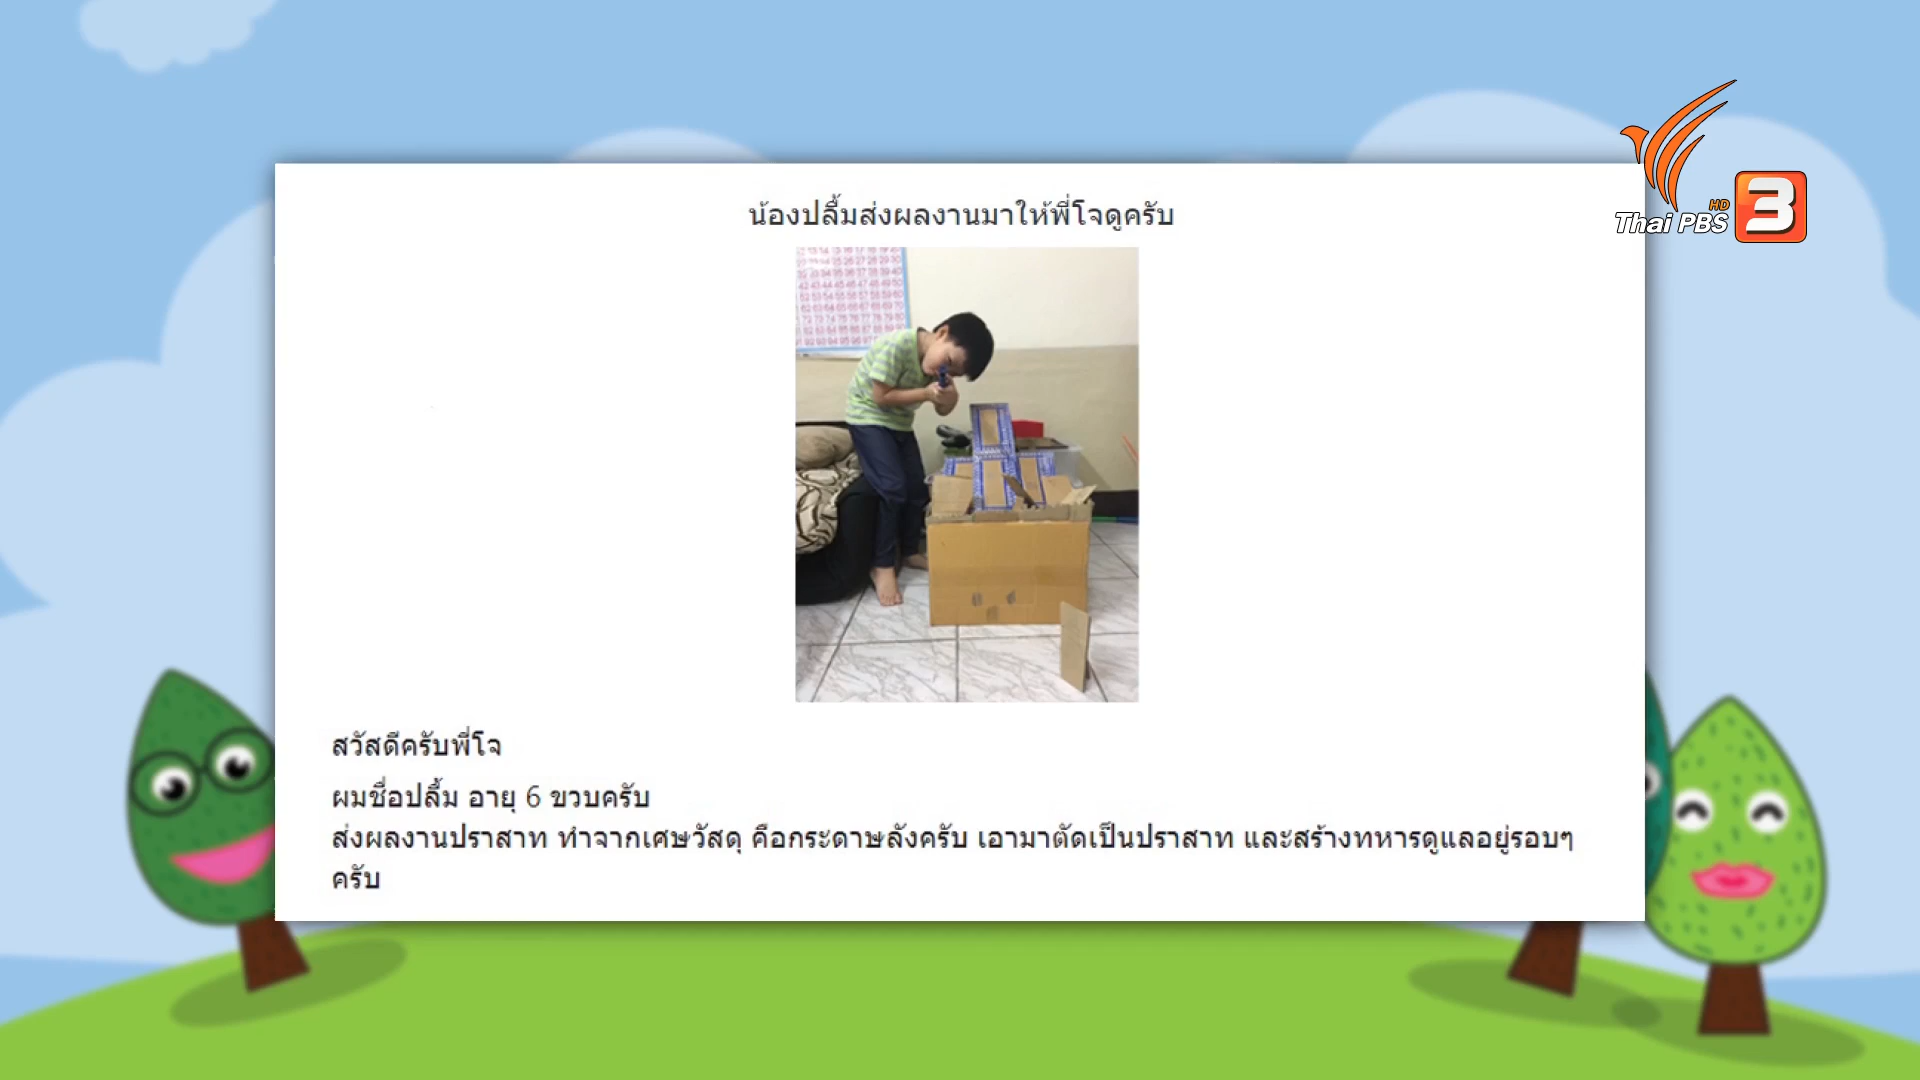 น้องปลื้มส่งผลงานมาให้พี่โจดูครับ
HD
Thai PBS 3
สวัสดีครับพี่โจ
ผมชื่อปลื้ม อายุ 6 ขวบครับ
ส่งผลงานปราสาท ทำจากเศษวัสดุ คือกระดาษลังครับ เอามาตัดเป็นปราสาท และสร้างทหารดูแลอยู่รอบๆ
ครับ